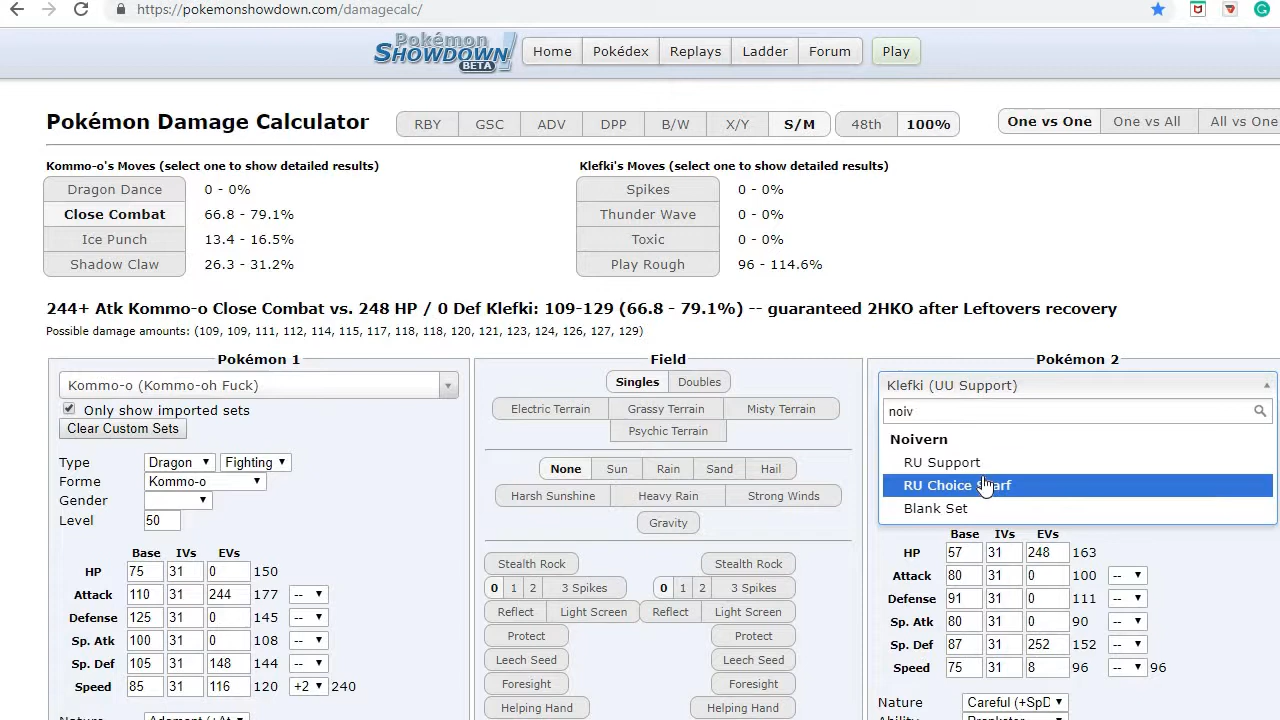 https://pokemonshowdown.com/damagecalc/
Pokémon SHOWDOWN! BETA Home Pokédex Replays Ladder Forum Play
Pokémon Damage Calculator RBY GSC ADV DPP B/W X/Y S/M 48th 100% One vs One One vs All All vs One
Kommo-o's Moves (select one to show detailed results) Klefki's Moves (select one to show detailed results)
Dragon Dance 0 - 0% Spikes 0 - 0%
Close Combat 66.8 - 79.1% Thunder Wave 0 - 0%
Ice Punch 13.4 - 16.5% Toxic 0 - 0%
Shadow Claw 26.3 - 31.2% Play Rough 96 - 114.6%
244+ Atk Kommo-o Close Combat vs. 248 HP / 0 Def Klefki: 109-129 (66.8 - 79.1%) -- guaranteed 2HKO after Leftovers recovery
Possible damage amounts: (109, 109, 111, 112, 114, 115, 117, 118, 118, 120, 121, 123, 124, 126, 127, 129)
Pokémon 1 Field Pokémon 2
Kommo-o (Kommo-oh Fuck) Singles Doubles Klefki (UU Support)
Only show imported sets Electric Terrain Grassy Terrain Misty Terrain noiv
Clear Custom Sets Psychic Terrain Noivern
Type Dragon Fighting None Sun Rain Sand Hail RU Support
Forme Kommo-o Harsh Sunshine Heavy Rain Strong Winds RU Choice Scarf
Gender Gravity Blank Set
Level 50
Base IVs EVs Stealth Rock Stealth Rock Base IVs EVs
HP 75 31 0 150 0 1 2 3 Spikes 0 1 2 3 Spikes HP 57 31 248 163
Attack 110 31 244 177 -- Reflect Light Screen Reflect Light Screen Attack 80 31 0 100 --
Defense 125 31 0 145 -- Protect Protect Defense 91 31 0 111 --
Sp. Atk 100 31 0 108 -- Leech Seed Leech Seed Sp. Atk 80 31 0 90 --
Sp. Def 105 31 148 144 -- Foresight Foresight Sp. Def 87 31 252 152 --
Speed 85 31 116 120 +2 240 Helping Hand Helping Hand Speed 75 31 8 96 -- 96
Nature Adamant (+At Nature Careful (+SpD
Ability